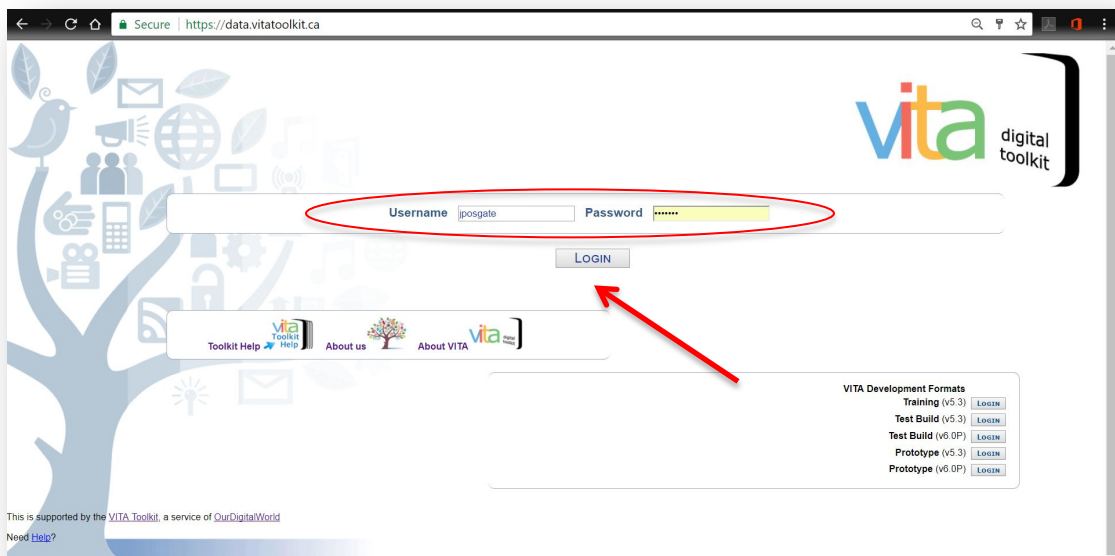 Secure | https://data.vitatoolkit.ca
vita digital toolkit
Username jposgate Password •••••••
LOGIN
Toolkit Help vita Toolkit Help About us About VITA vita digital toolkit
VITA Development Formats
Training (v5.3) LOGIN
Test Build (v5.3) LOGIN
Test Build (v6.0P) LOGIN
Prototype (v5.3) LOGIN
Prototype (v6.0P) LOGIN
This is supported by the VITA Toolkit, a service of OurDigitalWorld
Need Help?